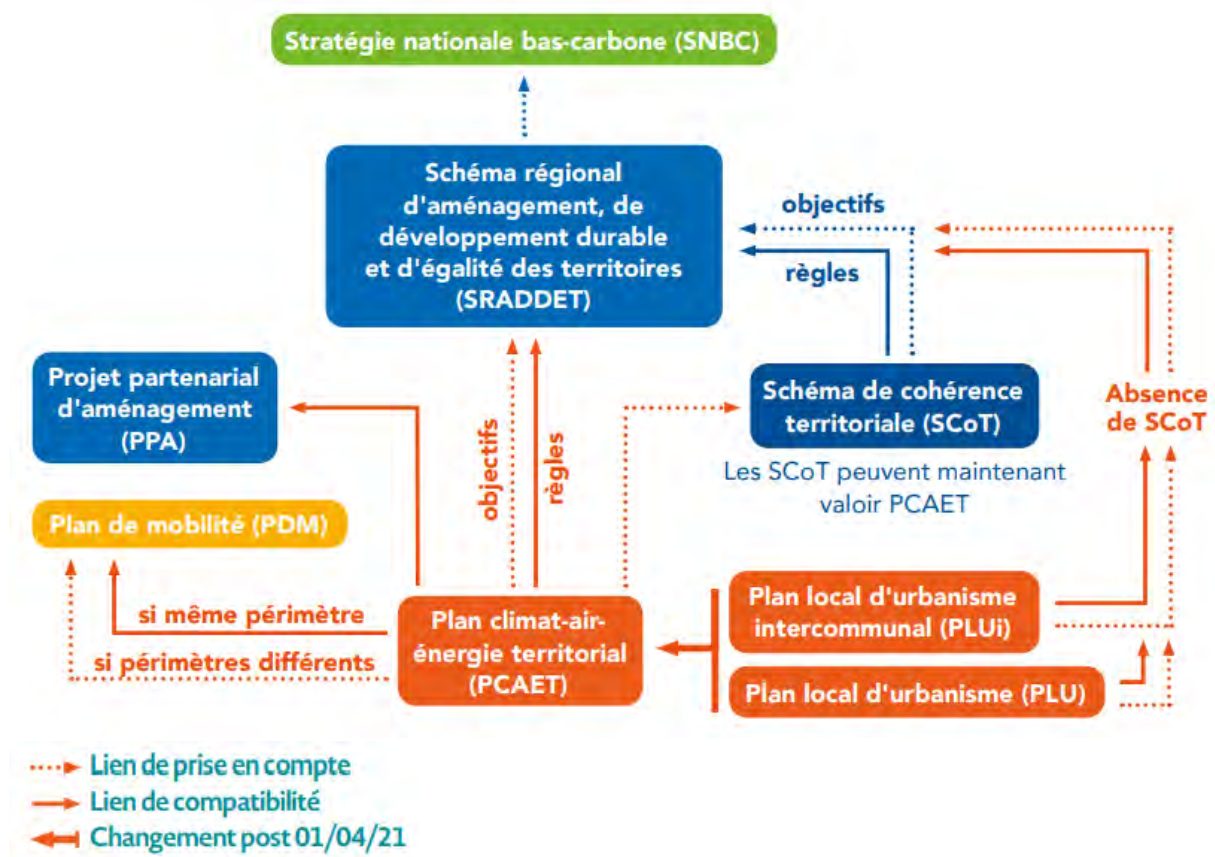 Stratégie nationale bas-carbone (SNBC)
Schéma régional
d'aménagement, de
développement durable
et d'égalité des territoires
(SRADDET)
objectifs
règles
Projet partenarial
d'aménagement
(PPA)
objectifs
règles
Schéma de cohérence
territoriale (SCoT)
Absence
de SCoT
Les SCoT peuvent maintenant
valoir PCAET
Plan de mobilité (PDM)
si même périmètre
si périmètres différents
Plan climat-air-
énergie territorial
(PCAET)
Plan local d'urbanisme
intercommunal (PLUi)
Plan local d'urbanisme (PLU)
Lien de prise en compte
Lien de compatibilité
Changement post 01/04/21